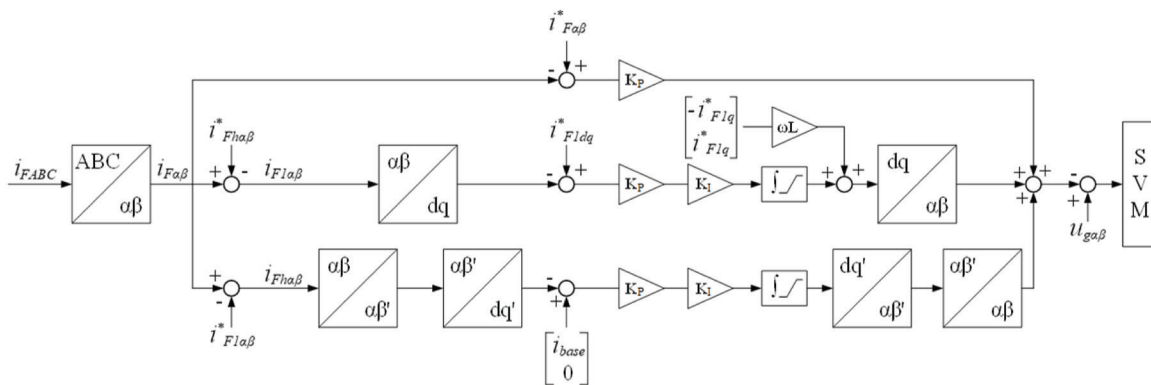 i*Fαβ
- +
KP
[-i*F1q
i*F1q]
ωL
i*Fhαβ
i*F1dq
iFABC
ABC
αβ
iFαβ
+ -
iF1αβ
αβ
dq
- +
KP
KI
∫
+ +
dq
αβ
+ + +
- +
ugαβ
S
V
M
+ -
iFhαβ
i*F1αβ
αβ
αβ'
αβ'
dq'
- +
[ibase
0]
KP
KI
∫
dq'
αβ'
αβ'
αβ